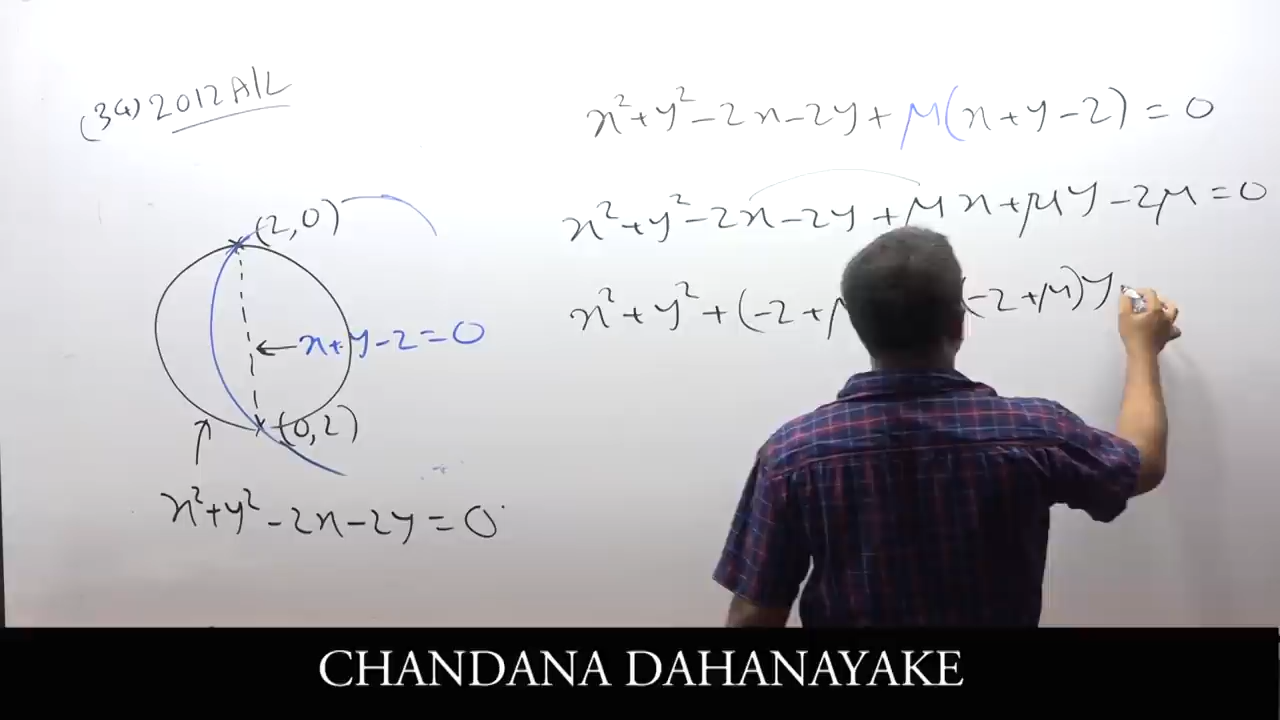 (34) 2012 A/L
(2,0)
x+y-2=0
(0,2)
x²+y²-2x-2y=0
x²+y²-2x-2y+μ(x+y-2)=0
x²+y²-2x-2y+μx+μy-2μ=0
x²+y²+(-2+ (-2+μ)y
CHANDANA DAHANAYAKE